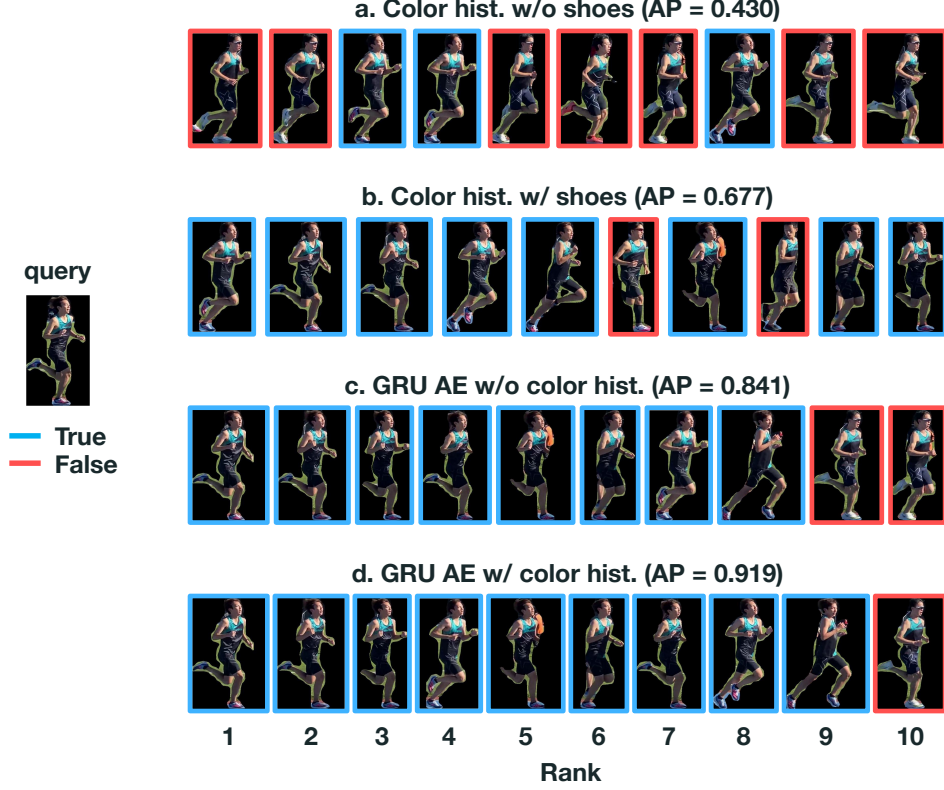 a. Color hist. w/o shoes (AP = 0.430)
b. Color hist. w/ shoes (AP = 0.677)
query
c. GRU AE w/o color hist. (AP = 0.841)
True
False
d. GRU AE w/ color hist. (AP = 0.919)
1 2 3 4 5 6 7 8 9 10
Rank